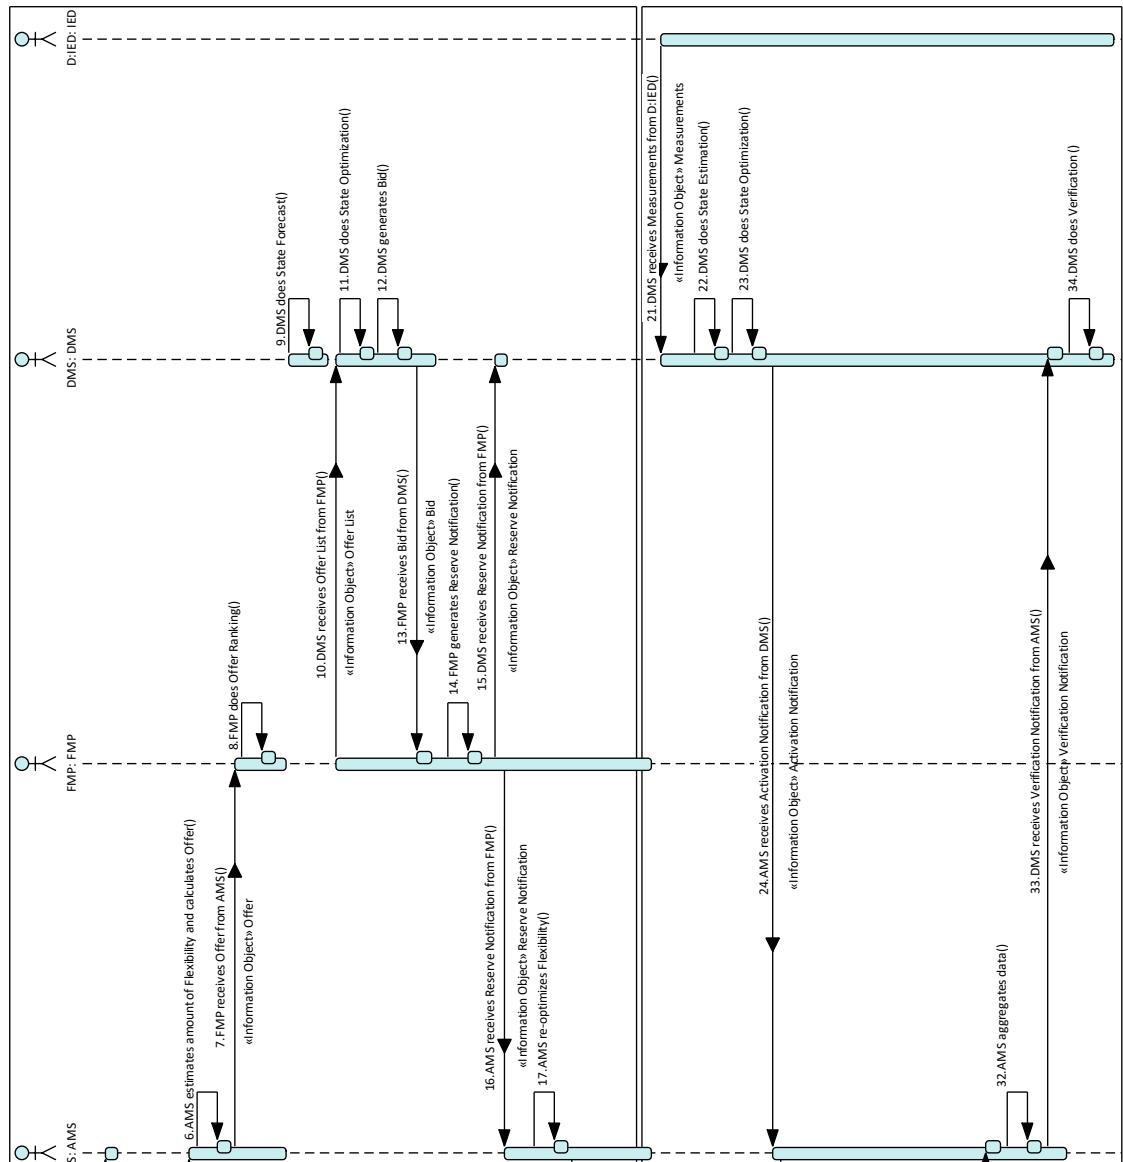 D:IED: IED
DMS: DMS
FMP: FMP
S: AMS
6.AMS estimates amount of Flexibility and calculates Offer()
7.FMP receives Offer from AMS()
«Information Object» Offer
8.FMP does Offer Ranking()
9.DMS does State Forecast()
10.DMS receives Offer List from FMP()
«Information Object» Offer List
11.DMS does State Optimization()
12.DMS generates Bid()
13.FMP receives Bid from DMS()
«Information Object» Bid
14.FMP generates Reserve Notification()
15.DMS receives Reserve Notification from FMP()
«Information Object» Reserve Notification
16.AMS receives Reserve Notification from FMP()
«Information Object» Reserve Notification
17.AMS re-optimizes Flexibility()
21.DMS receives Measurements from D:IED()
«Information Object» Measurements
22.DMS does State Estimation()
23.DMS does State Optimization()
24.AMS receives Activation Notification from DMS()
«Information Object» Activation Notification
32.AMS aggregates data()
33.DMS receives Verification Notification from AMS()
«Information Object» Verification Notification
34.DMS does Verification ()